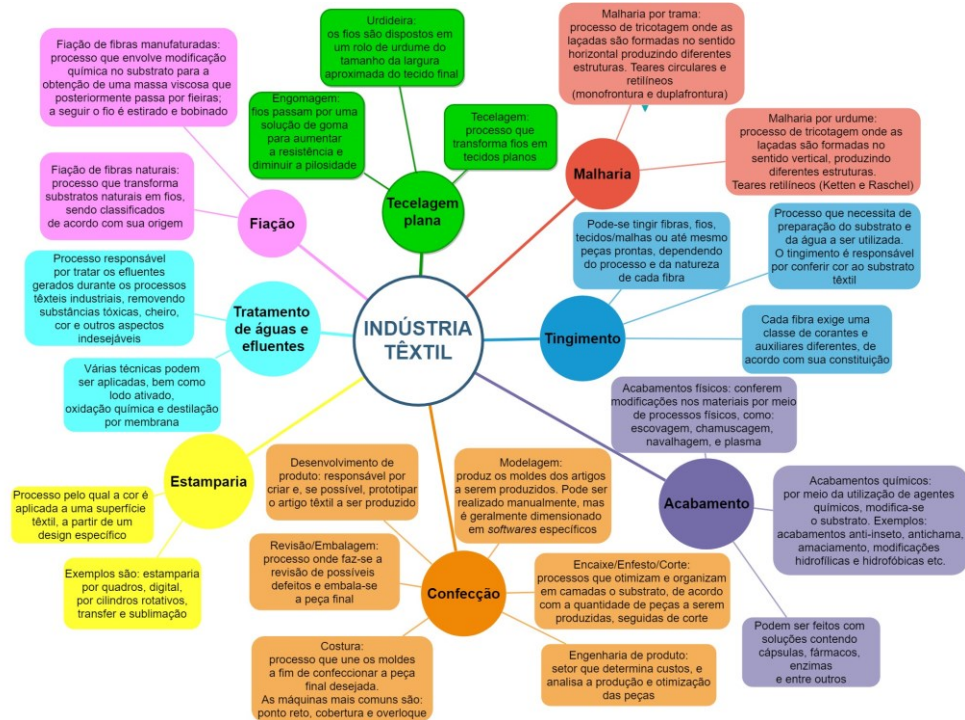 INDÚSTRIA
TÊXTIL
Fiação
Fiação de fibras manufaturadas:
processo que envolve modificação
química no substrato para a
obtenção de uma massa viscosa que
posteriormente passa por fieiras;
a seguir o fio é estirado e bobinado
Fiação de fibras naturais:
processo que transforma
substratos naturais em fios,
sendo classificados
de acordo com sua origem
Tecelagem
plana
Urdideira:
os fios são dispostos
em um rolo de urdume do
tamanho da largura
aproximada do tecido final
Engomagem:
fios passam por uma
solução de goma
para aumentar
a resistência e
diminuir a pilosidade
Tecelagem:
processo que
transforma fios em
tecidos planos
Malharia
Malharia por trama:
processo de tricotagem onde as
laçadas são formadas no sentido
horizontal produzindo diferentes
estruturas. Teares circulares e
retilíneos
(monofrontura e duplafrontura)
Malharia por urdume:
processo de tricotagem onde as
laçadas são formadas no
sentido vertical, produzindo
diferentes estruturas.
Teares retilíneos (Ketten e Raschel)
Tingimento
Pode-se tingir fibras, fios,
tecidos/malhas ou até mesmo
peças prontas, dependendo
do processo e da natureza
de cada fibra
Processo que necessita de
preparação do substrato e
da água a ser utilizada.
O tingimento é responsável
por conferir cor ao substrato
têxtil
Cada fibra exige uma
classe de corantes e
auxiliares diferentes, de
acordo com sua constituição
Acabamento
Acabamentos físicos: conferem
modificações nos materiais por meio
de processos físicos, como:
escovagem, chamuscagem,
navalhagem, e plasma
Acabamentos químicos:
por meio da utilização de agentes
químicos, modifica-se
o substrato. Exemplos:
acabamentos anti-inseto, antichama,
amaciamento, modificações
hidrofílicas e hidrofóbicas etc.
Podem ser feitos com
soluções contendo
cápsulas, fármacos,
enzimas
e entre outros
Confecção
Desenvolvimento de
produto: responsável por
criar e, se possível, prototipar
o artigo têxtil a ser produzido
Modelagem:
produz os moldes dos artigos
a serem produzidos. Pode ser
realizado manualmente, mas
é geralmente dimensionado
em softwares específicos
Revisão/Embalagem:
processo onde faz-se a
revisão de possíveis
defeitos e embala-se
a peça final
Encaixe/Enfesto/Corte:
processos que otimizam e organizam
em camadas o substrato, de acordo
com a quantidade de peças a serem
produzidas, seguidas de corte
Costura:
processo que une os moldes
a fim de confeccionar a peça
final desejada.
As máquinas mais comuns são:
ponto reto, cobertura e overloque
Engenharia de produto:
setor que determina custos, e
analisa a produção e otimização
das peças
Estamparia
Processo pelo qual a cor é
aplicada a uma superfície
têxtil, a partir de um
design específico
Exemplos são: estamparia
por quadros, digital,
por cilindros rotativos,
transfer e sublimação
Tratamento
de águas e
efluentes
Processo responsável
por tratar os efluentes
gerados durante os processos
têxteis industriais, removendo
substâncias tóxicas, cheiro,
cor e outros aspectos
indesejáveis
Várias técnicas podem
ser aplicadas, bem como
lodo ativado,
oxidação química e destilação
por membrana